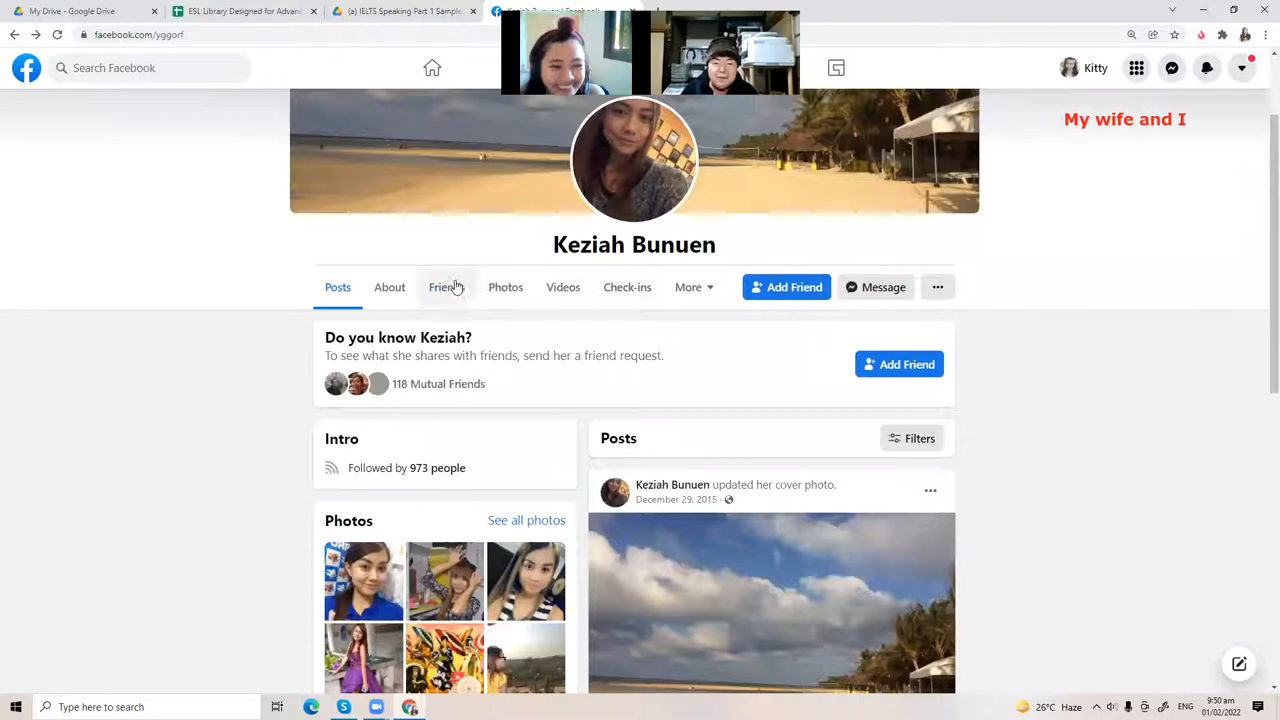 My Drive - Google Drive
ESL Library Designed for Advan
(a) IELTS Speaking Part 1 Sample
Facebook
facebook.com/yggorf
Kitty
My wife and I
Keziah Bunuen
Posts
About
Friends
Photos
Videos
Check-ins
More
Add Friend
Message
Do you know Keziah?
To see what she shares with friends, send her a friend request.
118 Mutual Friends
Add Friend
Intro
Followed by 973 people
Photos
See all photos
Posts
Filters
Keziah Bunuen updated her cover photo.
December 29, 2015
Type here to search
26°C Haze
ENG
9:50 am
01/02/2022